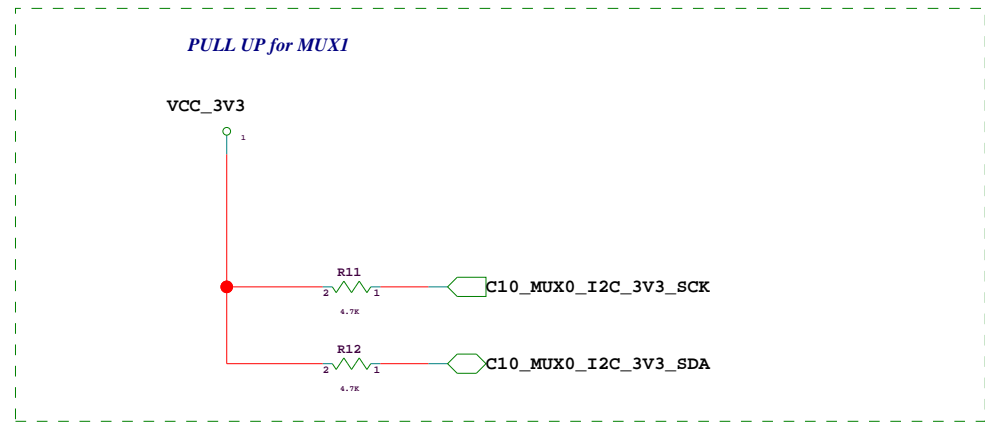 PULL UP for MUX1
VCC_3V3
1
R11
2 1 C10_MUX0_I2C_3V3_SCK
4.7K
R12
2 1 C10_MUX0_I2C_3V3_SDA
4.7K